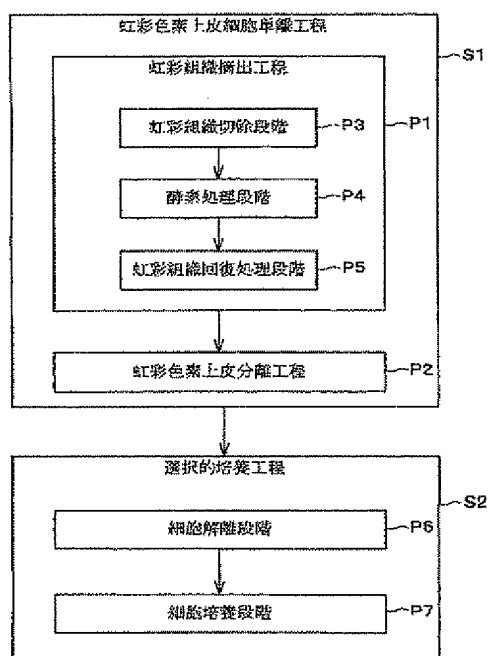 虹彩色素上皮細胞単離工程
S1
虹彩組織摘出工程
P1
虹彩組織切除段階
P3
酵素処理段階
P4
虹彩組織回復処理段階
P5
虹彩色素上皮分離工程
P2
選択的培養工程
S2
細胞解離段階
P6
細胞培養段階
P7